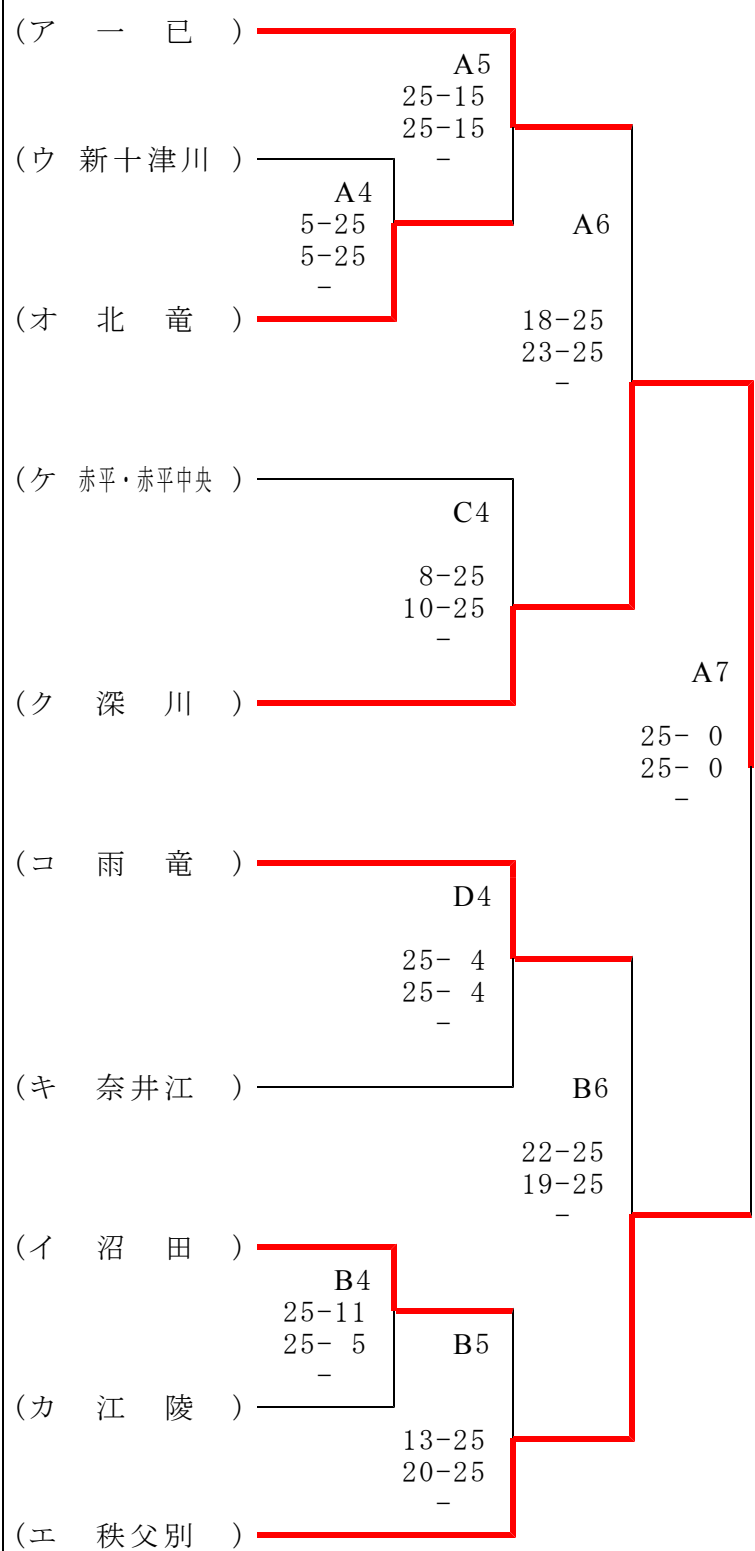 (ア 一 已 )
A5
25-15
25-15
-
(ウ 新十津川 )
A4
5-25
5-25
-
A6
(オ 北 竜 )
18-25
23-25
-
(ケ 赤平・赤平中央 )
C4
8-25
10-25
-
(ク 深 川 )
A7
25- 0
25- 0
-
(コ 雨 竜 )
D4
25- 4
25- 4
-
(キ 奈井江 )
B6
22-25
19-25
-
(イ 沼 田 )
B4
25-11
25- 5
-
B5
(カ 江 陵 )
13-25
20-25
-
(エ 秩父別 )